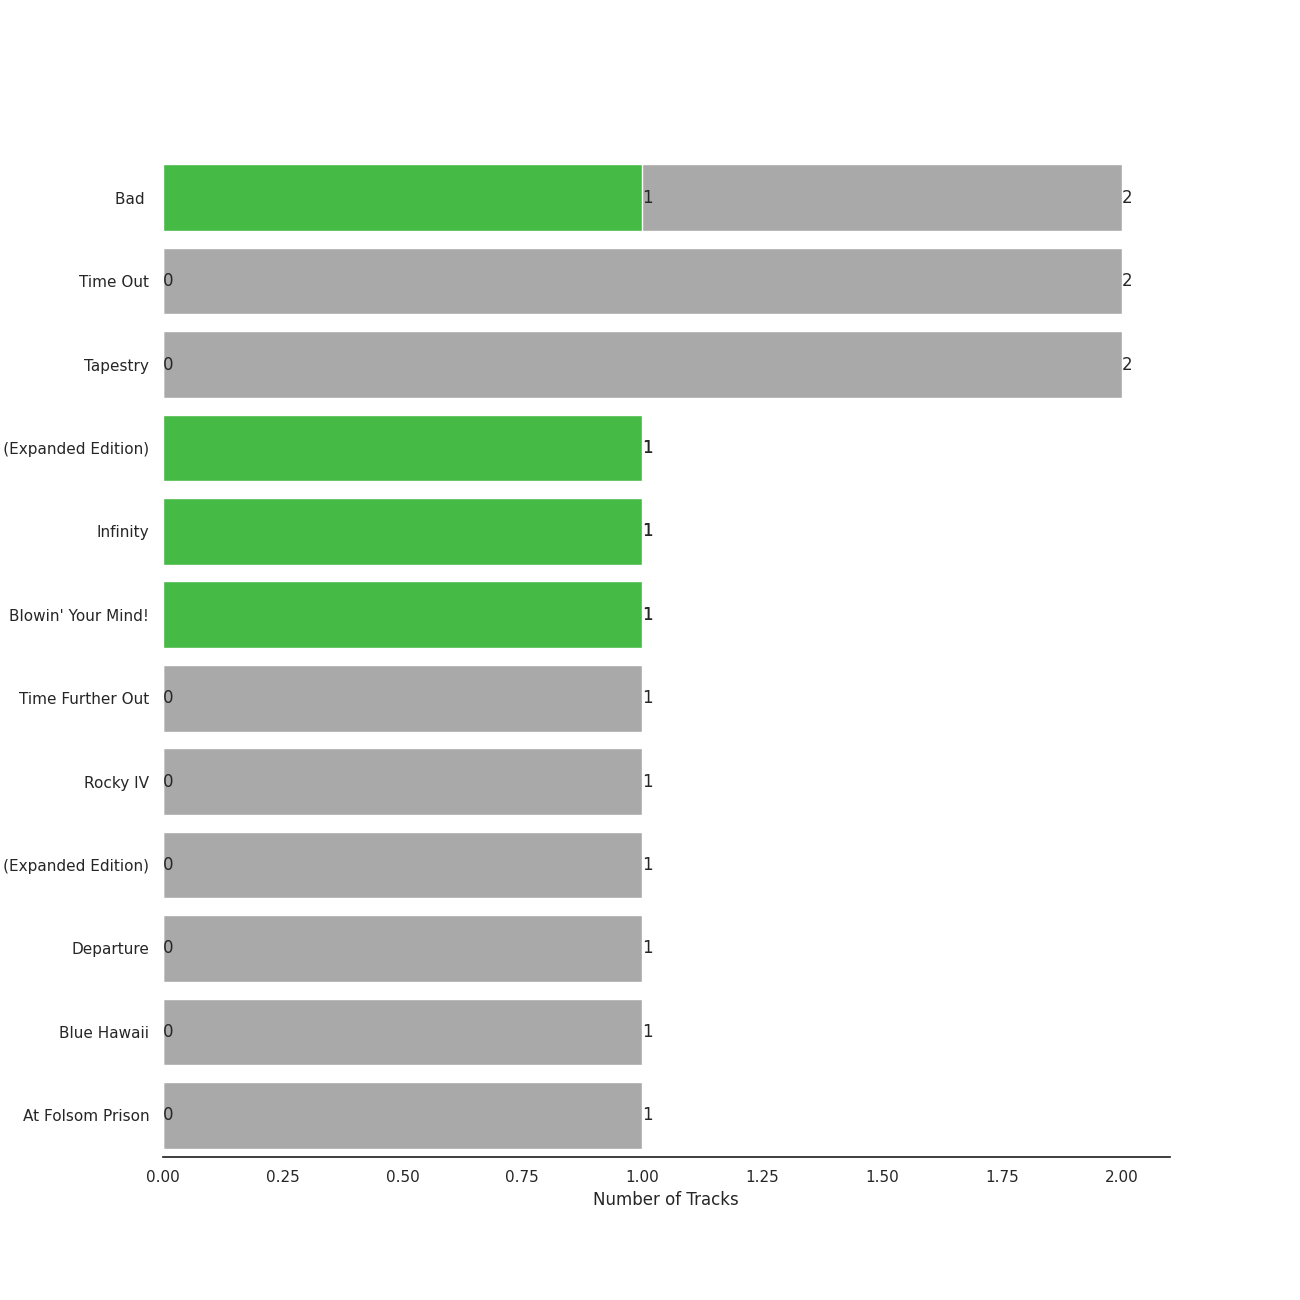 Bad 1 2
Time Out 0 2
Tapestry 0 2
(Expanded Edition) 1
Infinity 1
Blowin' Your Mind! 1
Time Further Out 0 1
Rocky IV 0 1
(Expanded Edition) 0 1
Departure 0 1
Blue Hawaii 0 1
At Folsom Prison 0 1
0.00 0.25 0.50 0.75 1.00 1.25 1.50 1.75 2.00
Number of Tracks